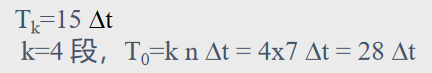 Tₖ=15 Δt
k=4 段，T₀=k n Δt = 4x7 Δt = 28 Δt